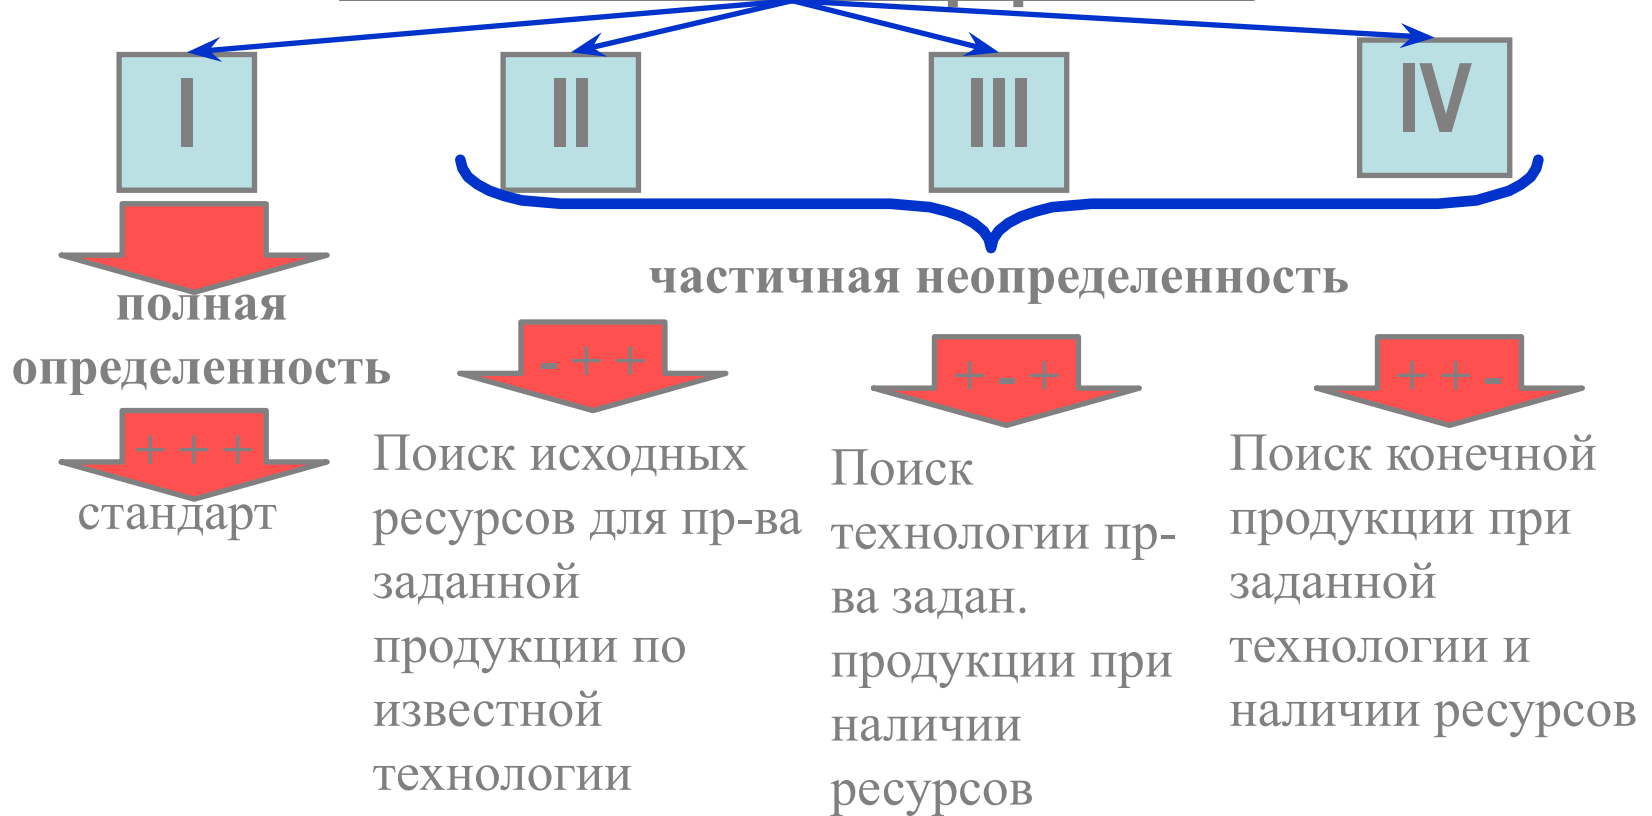 I
II
III
IV
полная
определенность
частичная неопределенность
+ + +
стандарт
- + +
Поиск исходных
ресурсов для пр-ва
заданной
продукции по
известной
технологии
+ - +
Поиск
технологии пр-
ва задан.
продукции при
наличии
ресурсов
+ + -
Поиск конечной
продукции при
заданной
технологии и
наличии ресурсов